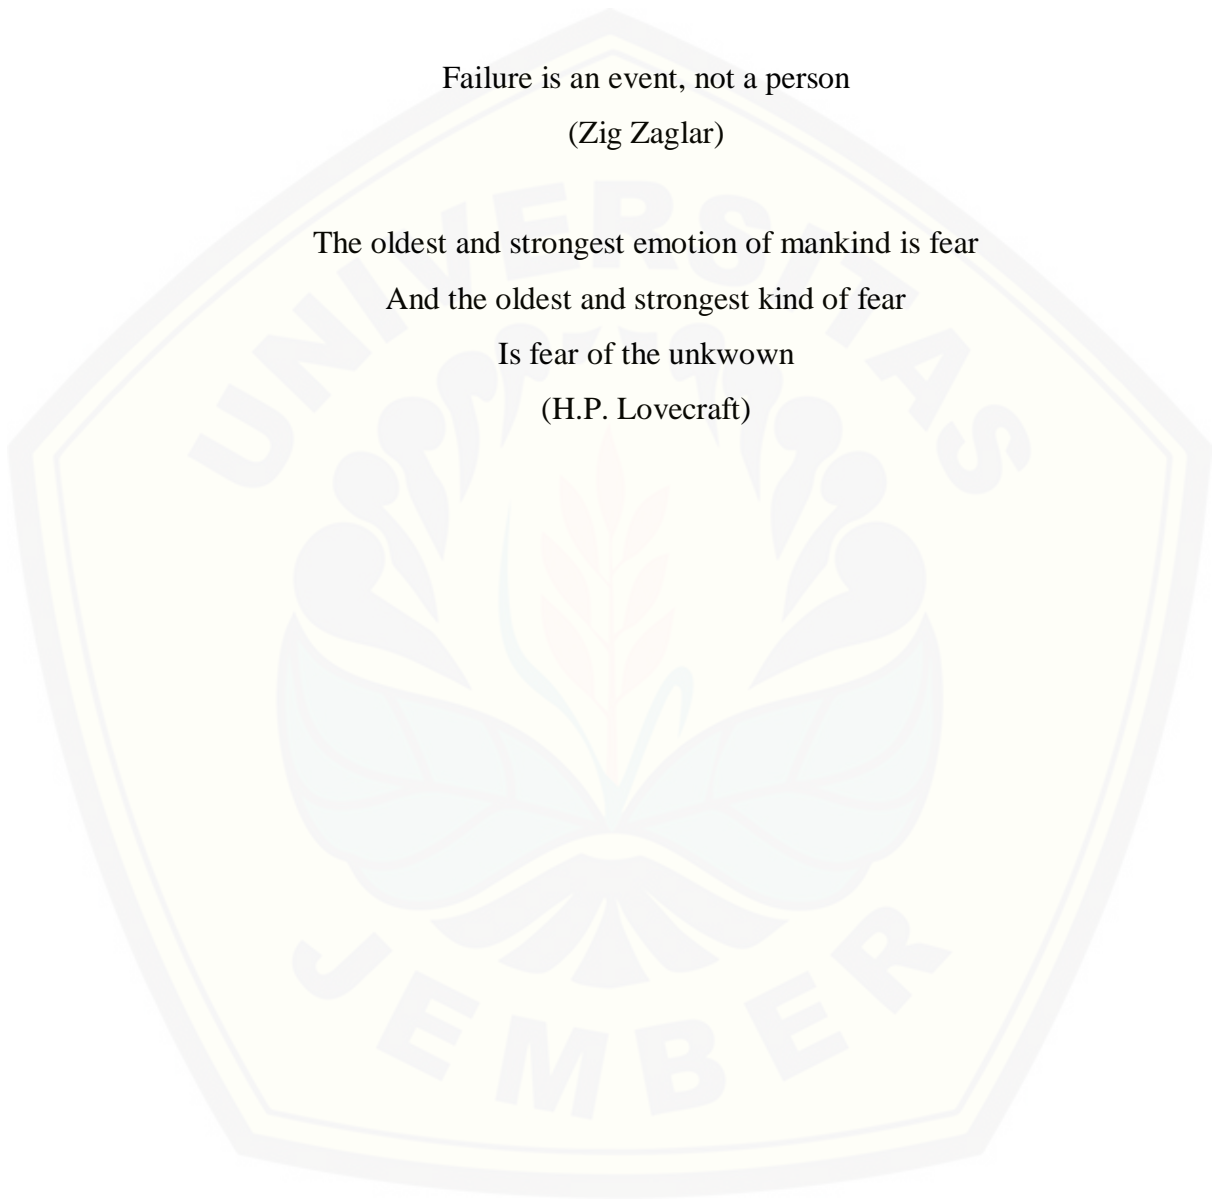 Failure is an event, not a person
(Zig Zaglar)
The oldest and strongest emotion of mankind is fear
And the oldest and strongest kind of fear
Is fear of the unkwown
(H.P. Lovecraft)
UNIVERSITAS
JEMBER